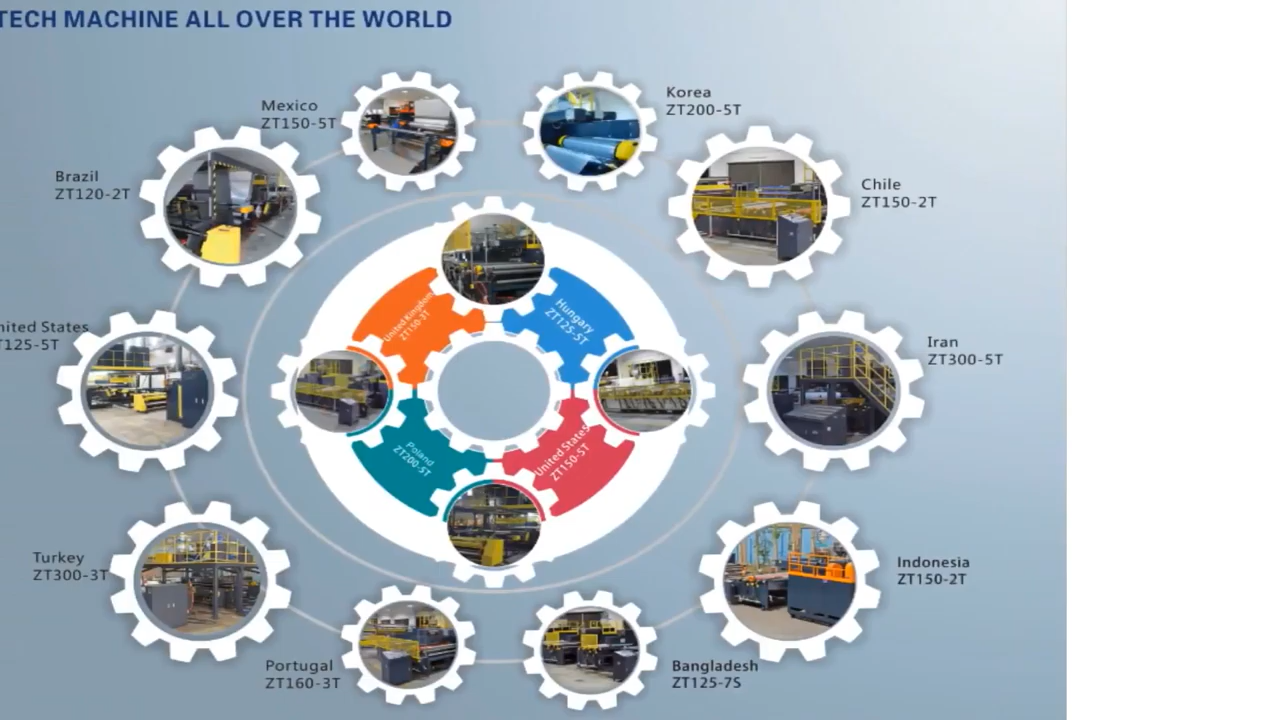 TECH MACHINE ALL OVER THE WORLD
Mexico
ZT150-5T
Korea
ZT200-5T
Brazil
ZT120-2T
Chile
ZT150-2T
United Kingdom
ZT150-3T
Hungary
ZT125-5T
nited States
T125-5T
Iran
ZT300-5T
Poland
ZT200-5T
United States
ZT150-5T
Turkey
ZT300-3T
Indonesia
ZT150-2T
Portugal
ZT160-3T
Bangladesh
ZT125-7S